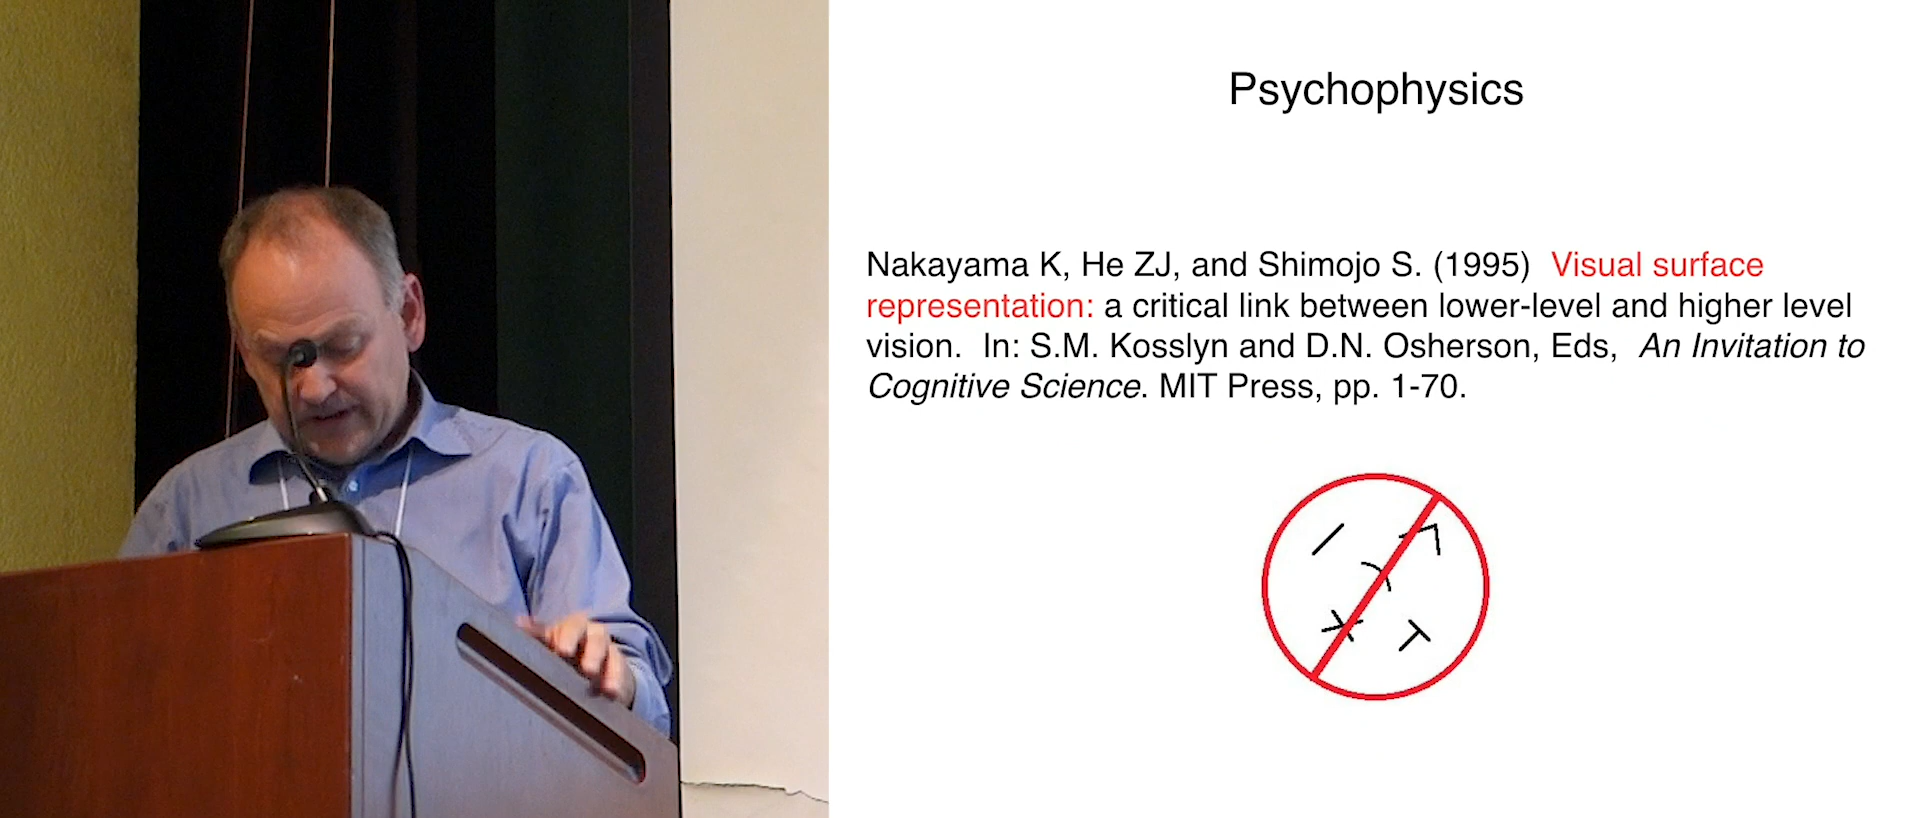 Psychophysics
Nakayama K, He ZJ, and Shimojo S. (1995)  Visual surface
representation: a critical link between lower-level and higher level
vision.  In: S.M. Kosslyn and D.N. Osherson, Eds,  An Invitation to
Cognitive Science. MIT Press, pp. 1-70.